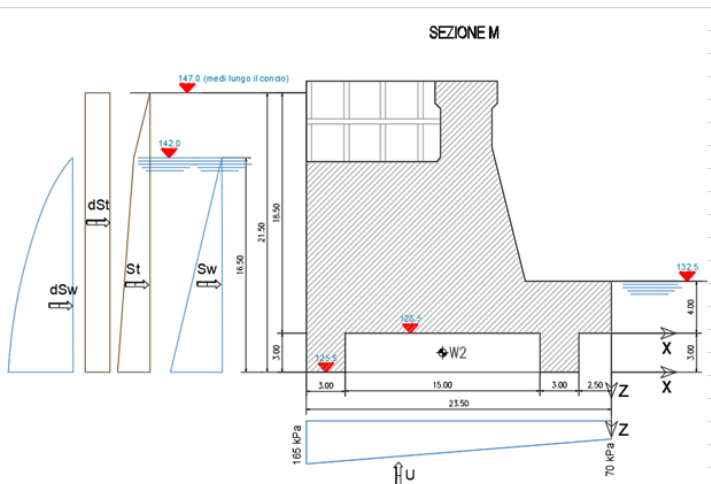 SEZIONE M
147.0 (medi lungo il concio)
142.0
dSt
St
Sw
dSw
16.50
21.50
18.50
3.00
132.5
4.00
3.00
128.5
W2
125.5
X
X
3.00
15.00
3.00
2.50
Z
23.50
Z
165 kPa
70 kPa
U